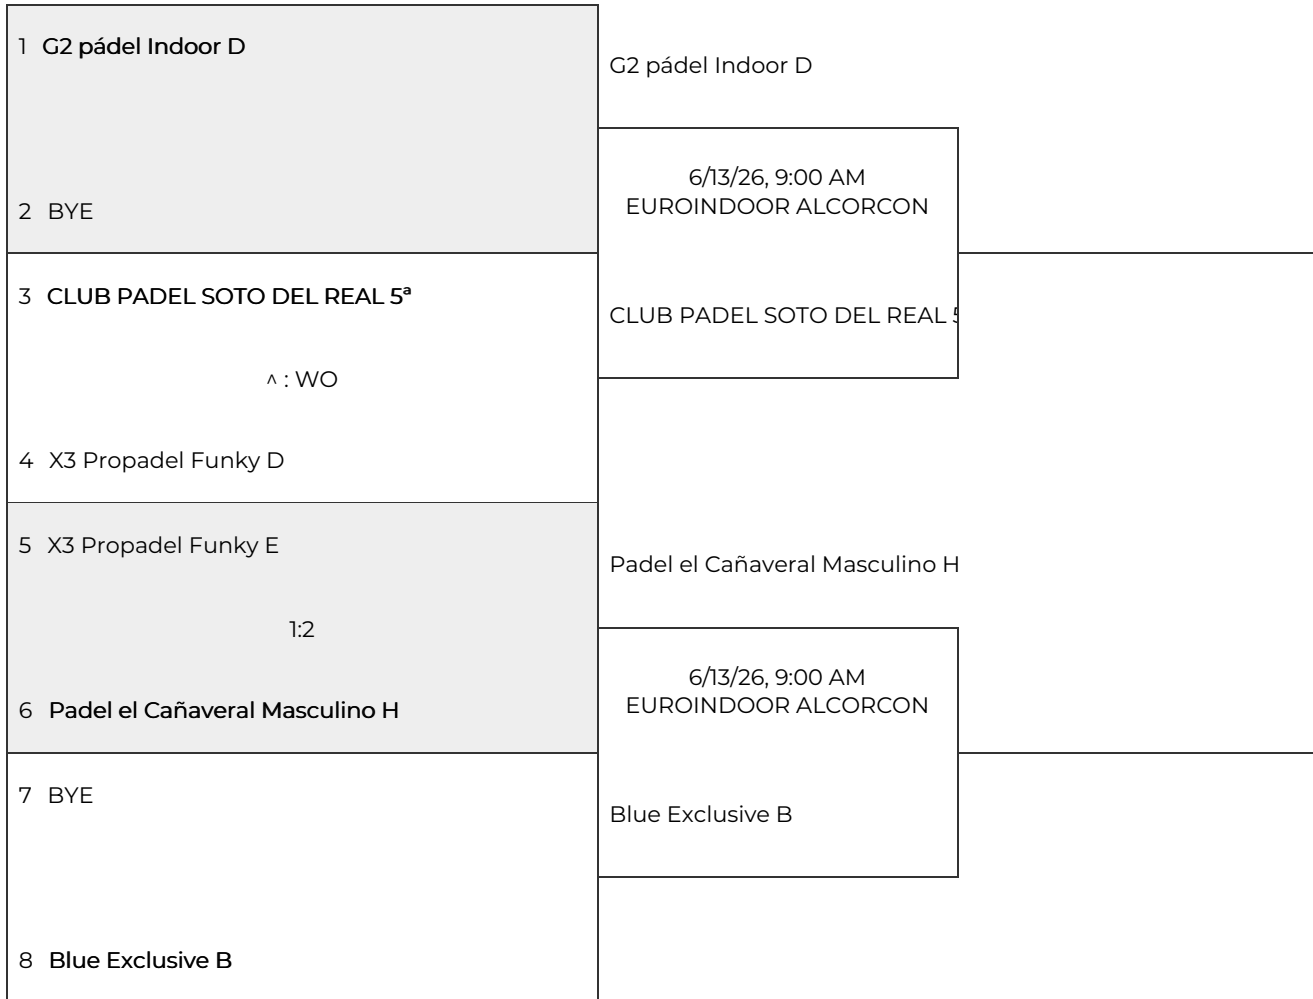 1 G2 pádel Indoor D
2 BYE
3 CLUB PADEL SOTO DEL REAL 5ª
^ : WO
4 X3 Propadel Funky D
5 X3 Propadel Funky E
1:2
6 Padel el Cañaveral Masculino H
7 BYE
8 Blue Exclusive B
G2 pádel Indoor D
6/13/26, 9:00 AM
EUROINDOOR ALCORCON
CLUB PADEL SOTO DEL REAL
Padel el Cañaveral Masculino H
6/13/26, 9:00 AM
EUROINDOOR ALCORCON
Blue Exclusive B